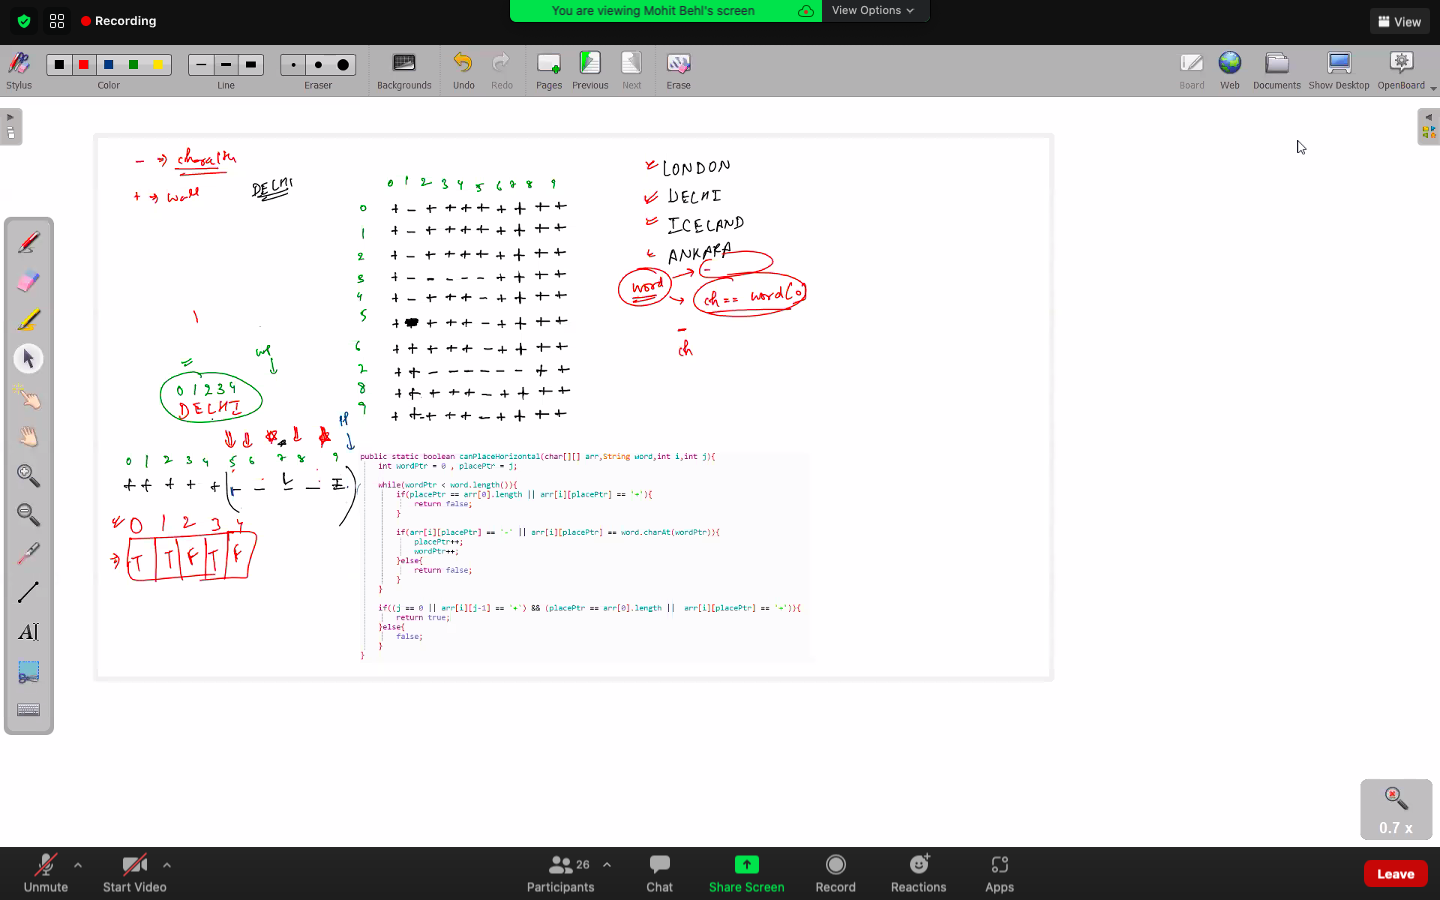 Recording
You are viewing Mohit Behl's screen
View Options
View
Stylus
Color
Line
Eraser
Backgrounds
Undo
Redo
Pages
Previous
Next
Erase
Board
Web
Documents
Show Desktop
OpenBoard
- =>
+ => wall
DELHI
LONDON
DELHI
ICELAND
ANKARA
word
ch == word[0]
-
ch
0 1 2 3 4 5 6 7 8 9
0 + - + + + + + + + +
1 + - + + + + + + + +
2 + - + + + + + + + +
3 + - - - - - + + + +
4 + - + + + - + + + +
5 + + + + - + + + +
6 + + + + + - + + + +
2 + + - - - - - - + +
8 + + + + + - + + + +
9 + + + + + - + + + +
wp
0 1 2 3 4
DELHI
0 1 2 3 4 5 6 7 8 9
+ + + + + - - L - I
0 1 2 3 4
T T F T F
public static boolean canPlaceHorizontal(char[][] arr,String word,int i,int j){
int wordPtr = 0 , placePtr = j;
while(wordPtr < word.length()){
if(placePtr == arr[0].length || arr[i][placePtr] == '+'){
return false;
}
if(arr[i][placePtr] == '-' || arr[i][placePtr] == word.charAt(wordPtr)){
placePtr++;
wordPtr++;
}else{
return false;
}
}
if((j == 0 || arr[i][j-1] == '+') && (placePtr == arr[0].length || arr[i][placePtr] == '+')){
return true;
}else{
false;
}
}
0.7 x
Unmute
Start Video
26
Participants
Chat
Share Screen
Record
Reactions
Apps
Leave